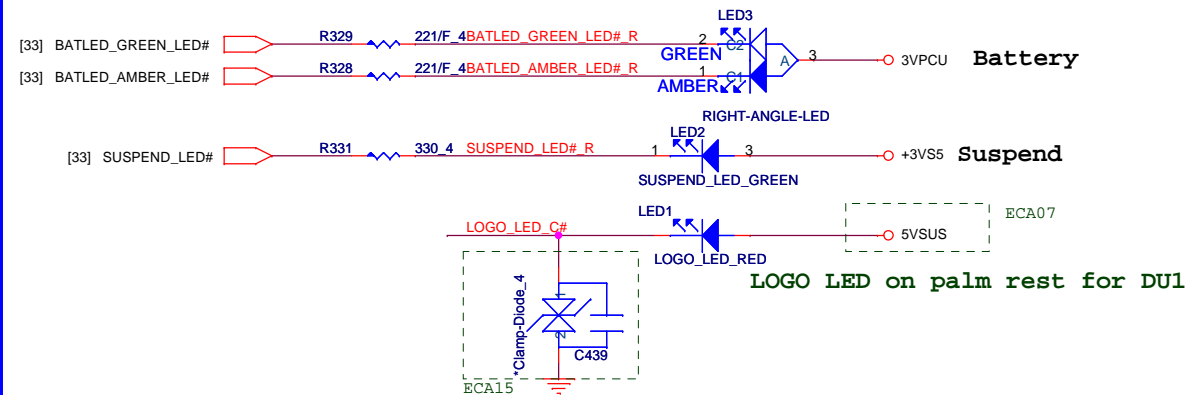 LED3
[33] BATLED_GREEN_LED# R329 221/F_4 BATLED_GREEN_LED#_R 2 C2
GREEN A 3 3VPCU Battery
[33] BATLED_AMBER_LED# R328 221/F_4 BATLED_AMBER_LED#_R 1 C1
AMBER
RIGHT-ANGLE-LED
LED2
[33] SUSPEND_LED# R331 330_4 SUSPEND_LED#_R 1 3 +3VS5 Suspend
SUSPEND_LED_GREEN
LED1 ECA07
LOGO_LED_C# 5VSUS
LOGO_LED_RED
LOGO LED on palm rest for DU1
*Clamp-Diode_4 1 2
C439
ECA15